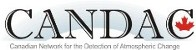 CANDAC
Canadian Network for the Detection of Atmospheric Change